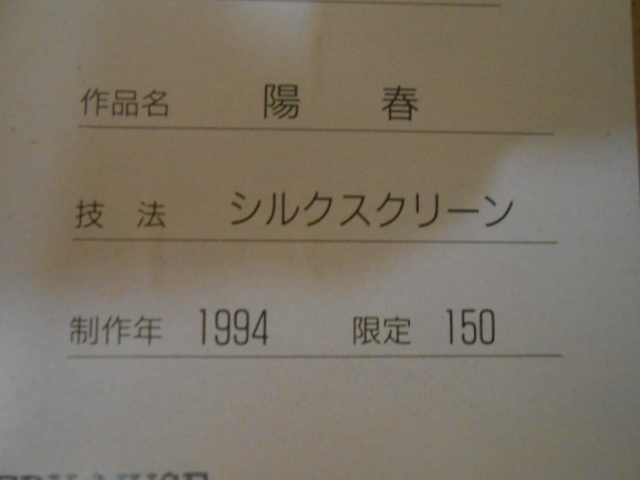 作品名 陽 春
技 法 シルクスクリーン
制作年 1994 限定 150